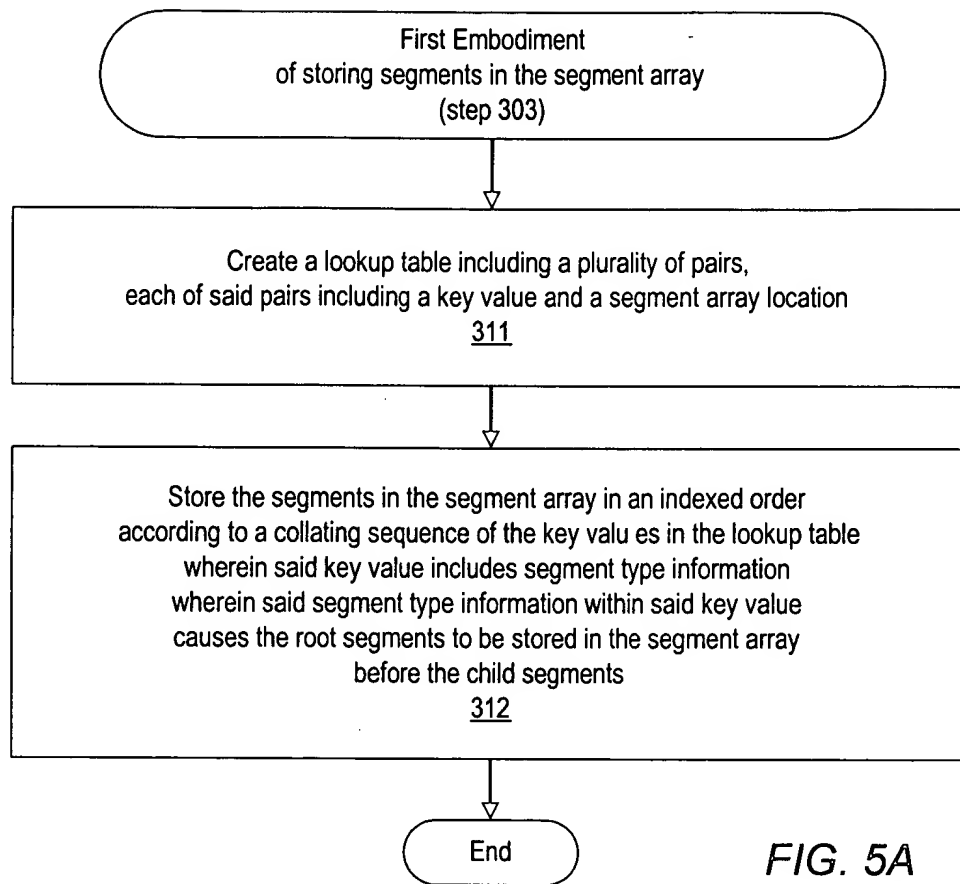 First Embodiment
of storing segments in the segment array
(step 303)
Create a lookup table including a plurality of pairs,
each of said pairs including a key value and a segment array location
311
Store the segments in the segment array in an indexed order
according to a collating sequence of the key valu es in the lookup table
wherein said key value includes segment type information
wherein said segment type information within said key value
causes the root segments to be stored in the segment array
before the child segments
312
End
FIG. 5A